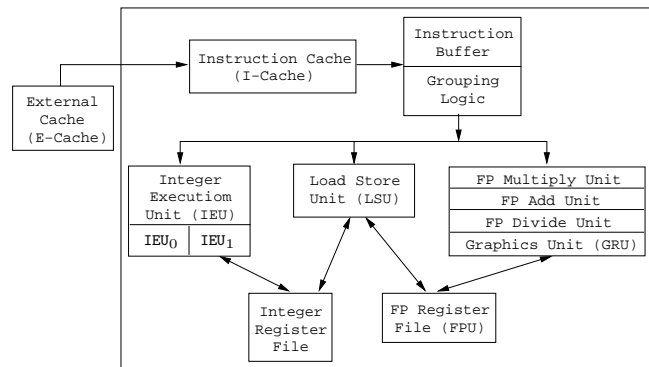 Instruction
Buffer
Instruction Cache
(I-Cache)
Grouping
Logic
External
Cache
(E-Cache)
Integer
Executiom
Unit (IEU)
IEU0
IEU1
Load Store
Unit (LSU)
FP Multiply Unit
FP Add Unit
FP Divide Unit
Graphics Unit (GRU)
Integer
Register
File
FP Register
File (FPU)